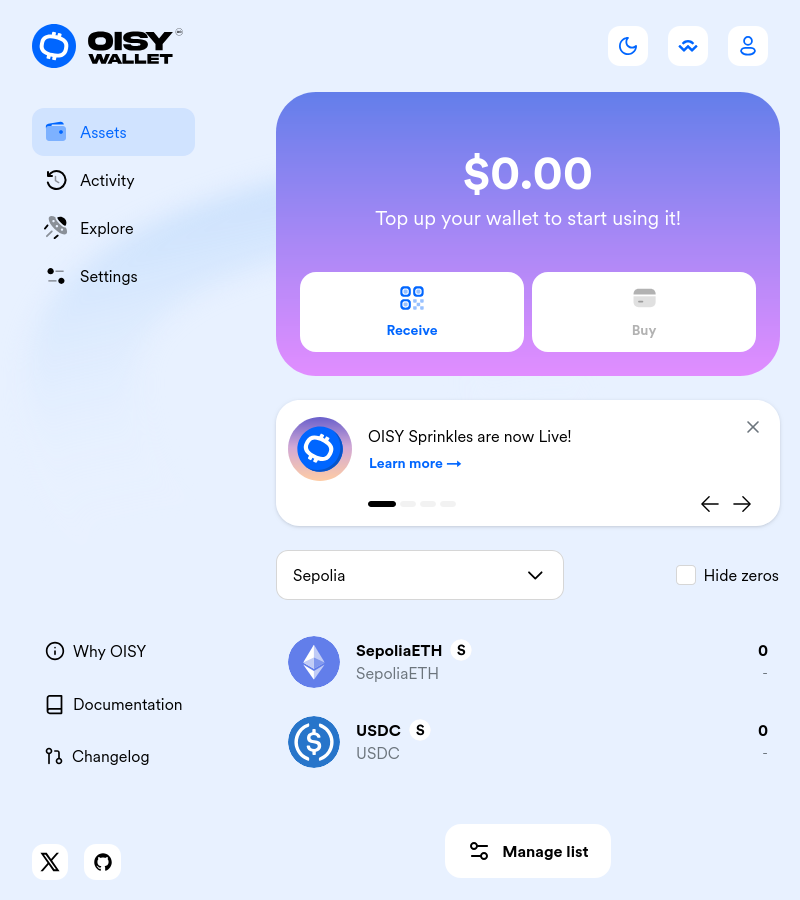 OISY
WALLET
Assets
Activity
Explore
Settings
$0.00
Top up your wallet to start using it!
Receive
Buy
OISY Sprinkles are now Live!
Learn more →
Sepolia
Hide zeros
SepoliaETH S
0
SepoliaETH
-
USDC S
0
USDC
-
Why OISY
Documentation
Changelog
Manage list